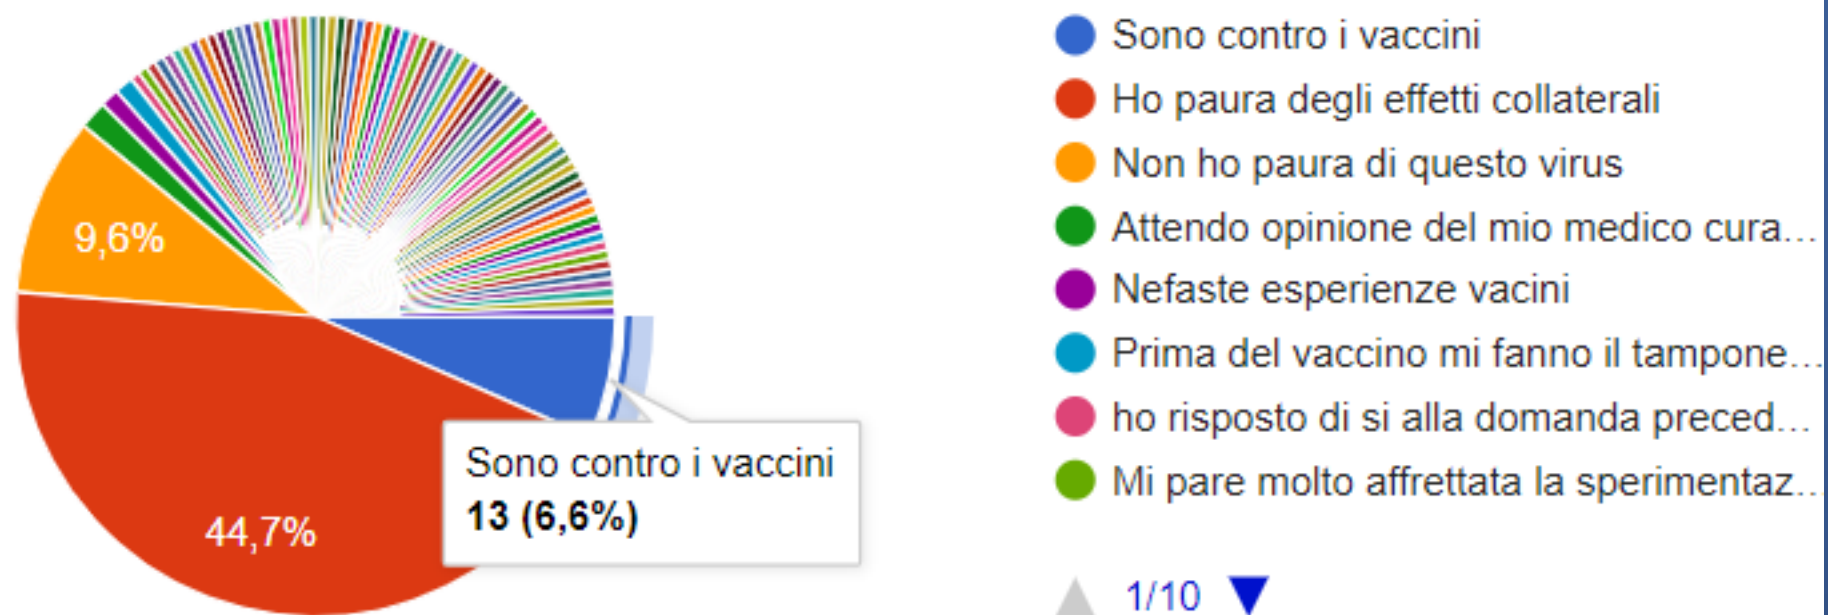 9,6%
44,7%
Sono contro i vaccini
13 (6,6%)
Sono contro i vaccini
Ho paura degli effetti collaterali
Non ho paura di questo virus
Attendo opinione del mio medico cura...
Nefaste esperienze vacini
Prima del vaccino mi fanno il tampone...
ho risposto di si alla domanda preced...
Mi pare molto affrettata la sperimentaz...
1/10